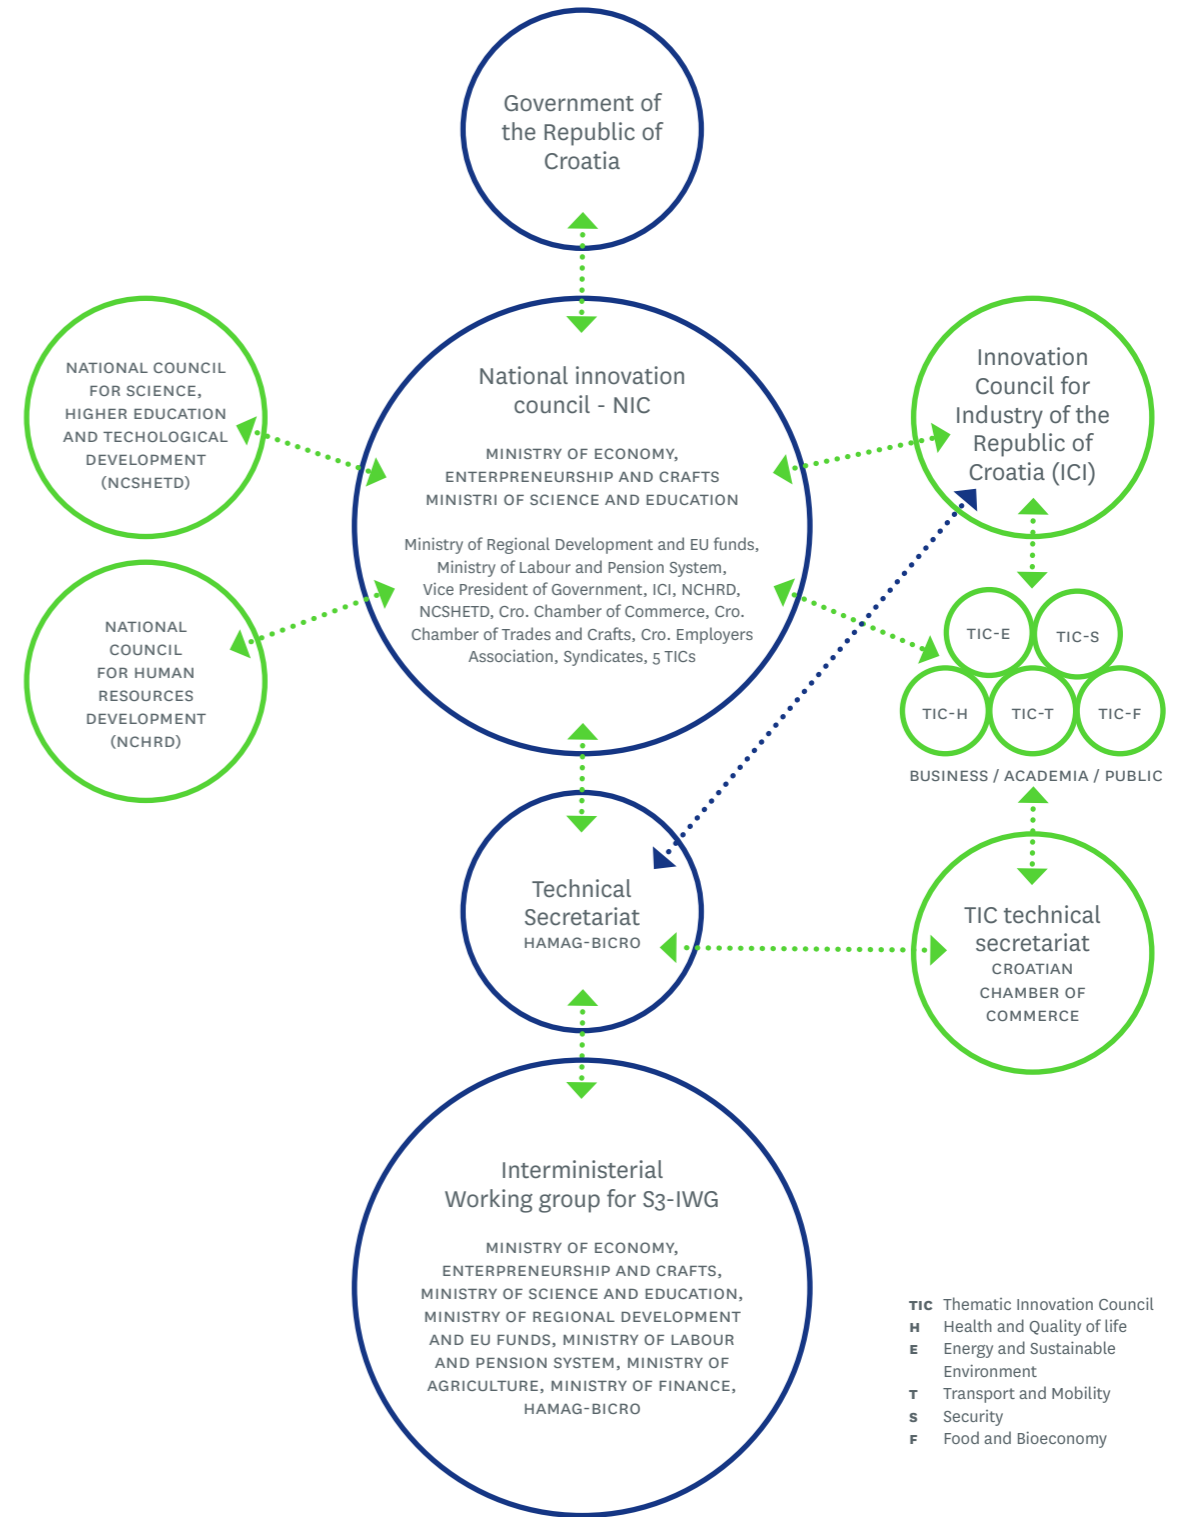 Government of
the Republic of
Croatia
NATIONAL COUNCIL
FOR SCIENCE,
HIGHER EDUCATION
AND TECHOLOGICAL
DEVELOPMENT
(NCSHETD)
National innovation
council - NIC
MINISTRY OF ECONOMY,
ENTERPRENEURSHIP AND CRAFTS
MINISTRI OF SCIENCE AND EDUCATION
Ministry of Regional Development and EU funds,
Ministry of Labour and Pension System,
Vice President of Government, ICI, NCHRD,
NCSHETD, Cro. Chamber of Commerce, Cro.
Chamber of Trades and Crafts, Cro. Employers
Association, Syndicates, 5 TICs
Innovation
Council for
Industry of the
Republic of
Croatia (ICI)
NATIONAL
COUNCIL
FOR HUMAN
RESOURCES
DEVELOPMENT
(NCHRD)
TIC-E
TIC-S
TIC-H
TIC-T
TIC-F
BUSINESS / ACADEMIA / PUBLIC
Technical
Secretariat
HAMAG-BICRO
TIC technical
secretariat
CROATIAN
CHAMBER OF
COMMERCE
Interministerial
Working group for S3-IWG
MINISTRY OF ECONOMY,
ENTERPRENEURSHIP AND CRAFTS,
MINISTRY OF SCIENCE AND EDUCATION,
MINISTRY OF REGIONAL DEVELOPMENT
AND EU FUNDS, MINISTRY OF LABOUR
AND PENSION SYSTEM, MINISTRY OF
AGRICULTURE, MINISTRY OF FINANCE,
HAMAG-BICRO
TIC Thematic Innovation Council
H Health and Quality of life
E Energy and Sustainable
Environment
T Transport and Mobility
S Security
F Food and Bioeconomy